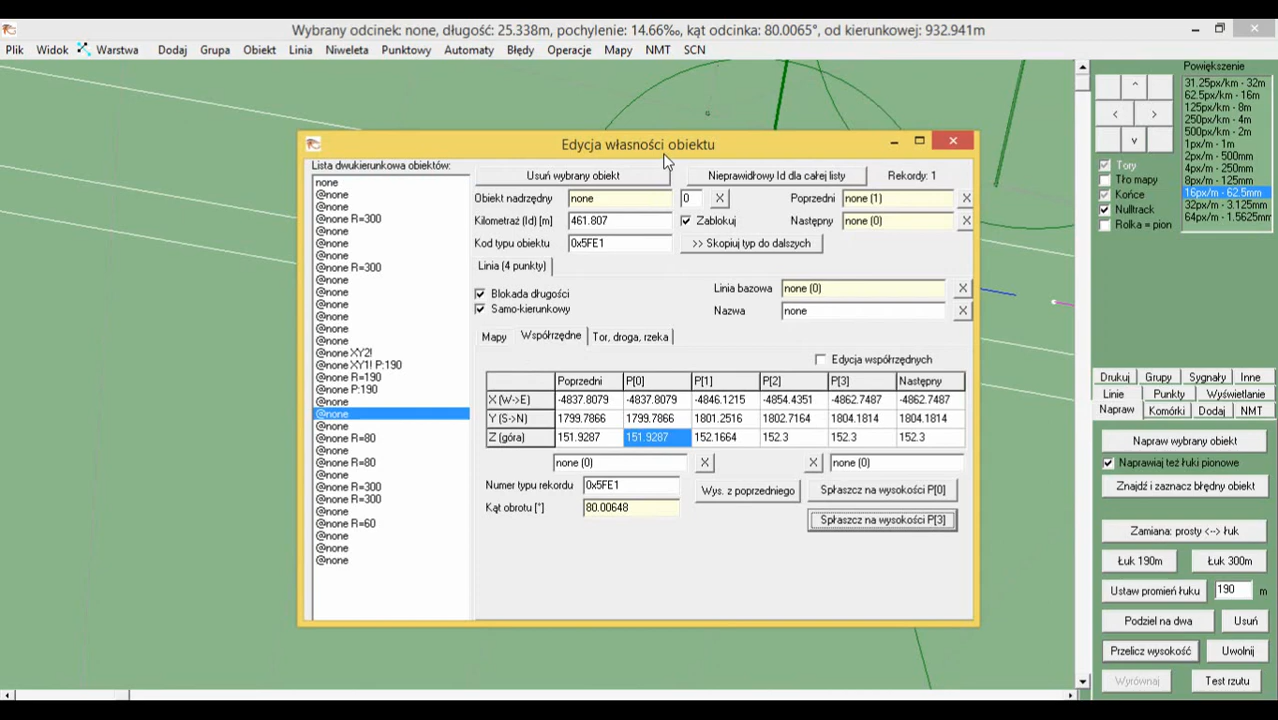 Wybrany odcinek: none, długość: 25.338m, pochylenie: 14.66‰, kąt odcinka: 80.0065°, od kierunkowej: 932.941m
Plik Widok Warstwa Dodaj Grupa Obiekt Linia Niweleta Punktowy Automaty Błędy Operacje Mapy NMT SCN
Edycja własności obiektu
Lista dwukierunkowa obiektów:
none
@none
@none
@none R=300
@none
@none
@none
@none R=300
@none
@none
@none
@none
@none
@none
@none XY2!
@none XY1! P:190
@none R=190
@none P:190
@none
@none
@none
@none R=80
@none
@none R=80
@none
@none R=300
@none R=300
@none
@none R=60
@none
@none
@none
Usuń wybrany obiekt
Nieprawidłowy Id dla całej listy
Rekordy: 1
Obiekt nadrzędny none 0 X Poprzedni none (1) X
Kilometraż (Id) [m] 461.807 Zablokuj Następny none (0) X
Kod typu obiektu 0x5FE1 >> Skopiuj typ do dalszych
Linia (4 punkty)
Blokada długości
Samo-kierunkowy
Linia bazowa none (0) X
Nazwa none X
Mapy Współrzędne Tor, droga, rzeka
Edycja współrzędnych
Poprzedni P[0] P[1] P[2] P[3] Następny
X (W->E) -4837.8079 -4837.8079 -4846.1215 -4854.4351 -4862.7487 -4862.7487
Y (S->N) 1799.7866 1799.7866 1801.2516 1802.7164 1804.1814 1804.1814
Z (góra) 151.9287 151.9287 152.1664 152.3 152.3 152.3
none (0) X X none (0)
Numer typu rekordu 0x5FE1 Wys. z poprzedniego Spłaszcz na wysokości P[0]
Kąt obrotu [°] 80.00648
Spłaszcz na wysokości P[3]
Powiększenie
31.25px/km - 32m
62.5px/km - 16m
125px/km - 8m
250px/km - 4m
500px/km - 2m
1px/m - 1m
2px/m - 500mm
4px/m - 250mm
8px/m - 125mm
16px/m - 62.5mm
32px/m - 3.125mm
64px/m - 1.5625mm
^
< >
v
Tory
Tło mapy
Końce
Nulltrack
Rolka = pion
Drukuj Grupy Sygnały Inne
Linie Punkty Wyświetlanie
Napraw Komórki Dodaj NMT
Napraw wybrany obiekt
Naprawiaj też łuki pionowe
Znajdź i zaznacz błędny obiekt
Zamiana: prosty <-> łuk
Łuk 190m Łuk 300m
Ustaw promień łuku 190 m
Podziel na dwa Usuń
Przelicz wysokość Uwolnij
Wyrównaj Test rzutu